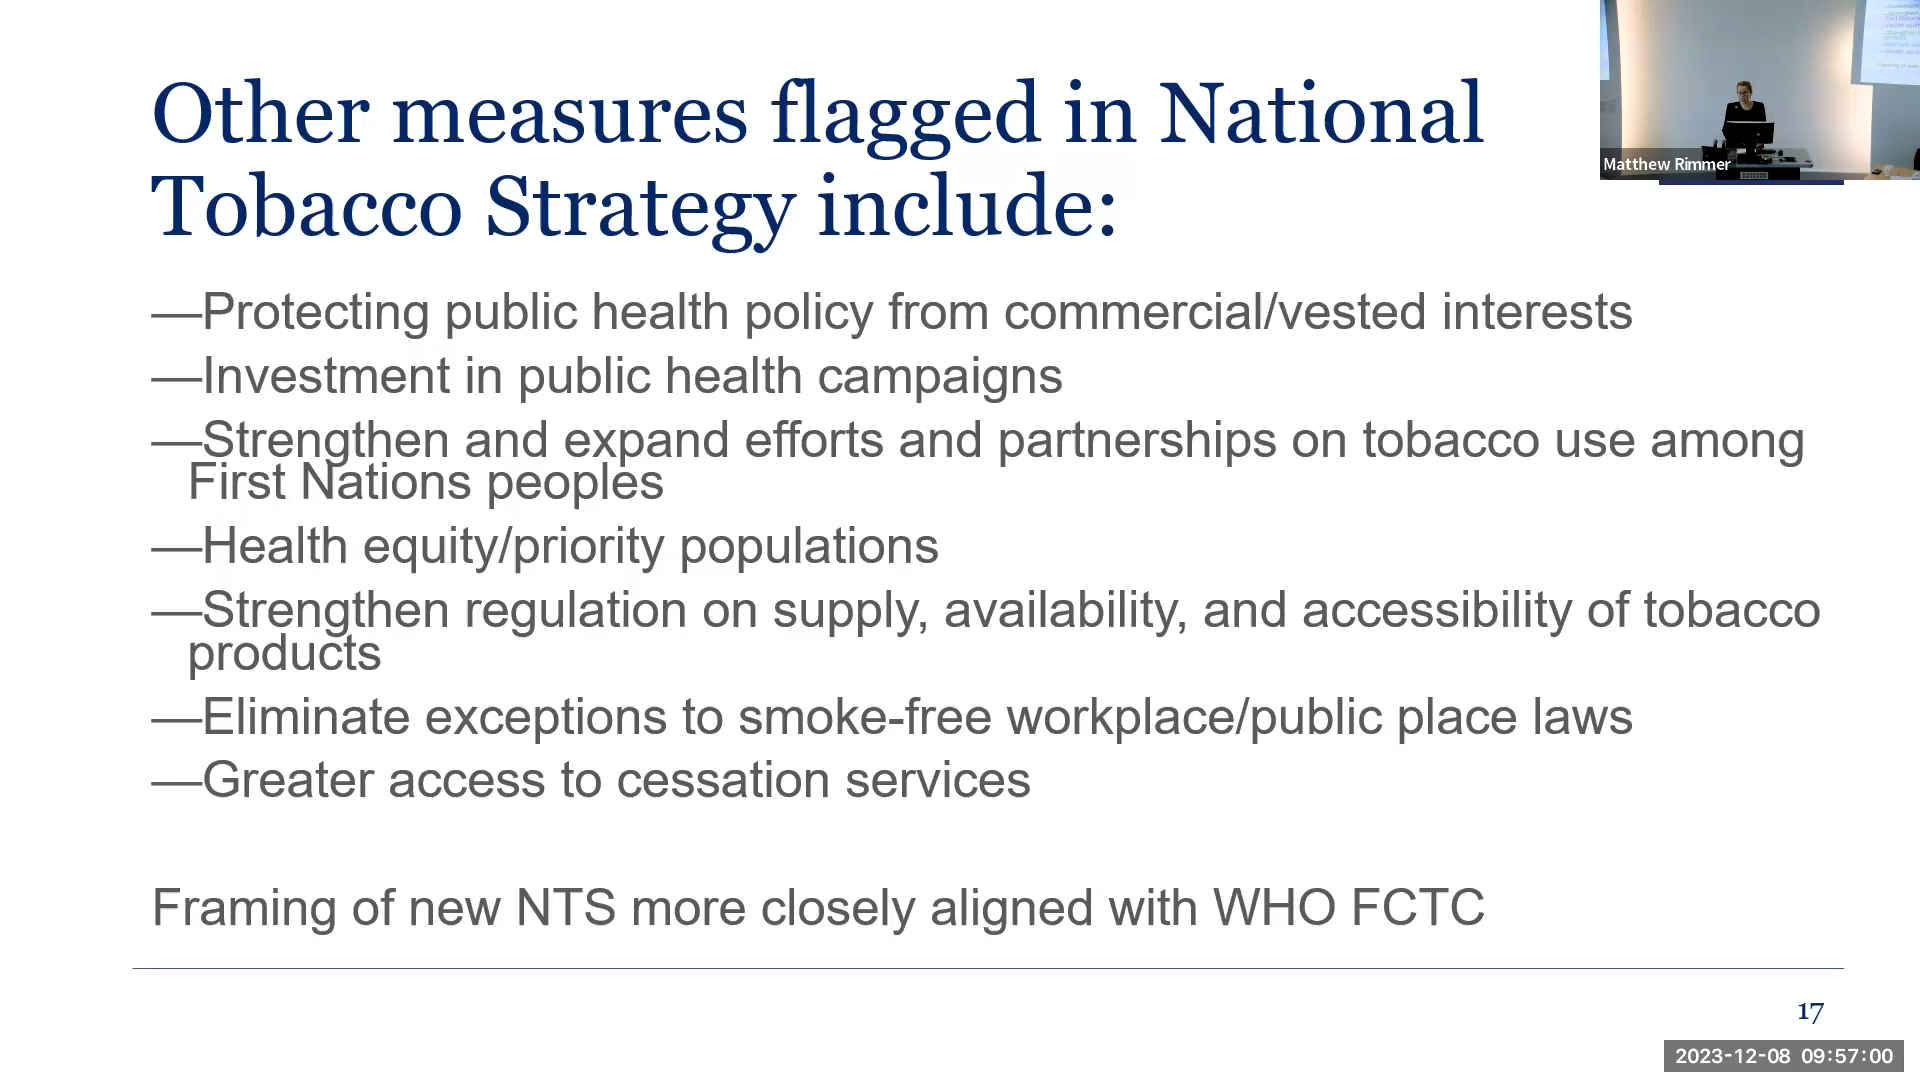 Other measures flagged in National
Tobacco Strategy include:
Matthew Rimmer
—Protecting public health policy from commercial/vested interests
—Investment in public health campaigns
—Strengthen and expand efforts and partnerships on tobacco use among
First Nations peoples
—Health equity/priority populations
—Strengthen regulation on supply, availability, and accessibility of tobacco
products
—Eliminate exceptions to smoke-free workplace/public place laws
—Greater access to cessation services
Framing of new NTS more closely aligned with WHO FCTC
17
2023-12-08 09:57:00